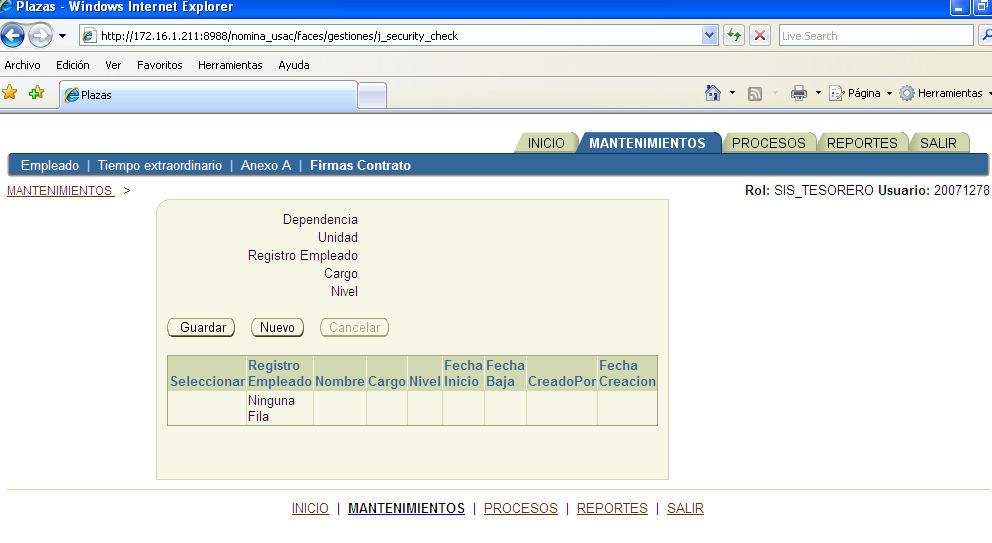 Plazas - Windows Internet Explorer
http://172.16.1.211:8988/nomina_usac/faces/gestiones/j_security_check
Live Search
Archivo Edición Ver Favoritos Herramientas Ayuda
Plazas
Página
Herramientas
INICIO MANTENIMIENTOS PROCESOS REPORTES SALIR
Empleado | Tiempo extraordinario | Anexo A | Firmas Contrato
MANTENIMIENTOS >
Rol: SIS_TESORERO Usuario: 20071278
Dependencia
Unidad
Registro Empleado
Cargo
Nivel
Guardar Nuevo Cancelar
Registro Fecha Fecha Fecha
Seleccionar Empleado Nombre Cargo Nivel Inicio Baja CreadoPor Creacion
Ninguna
Fila
INICIO | MANTENIMIENTOS | PROCESOS | REPORTES | SALIR